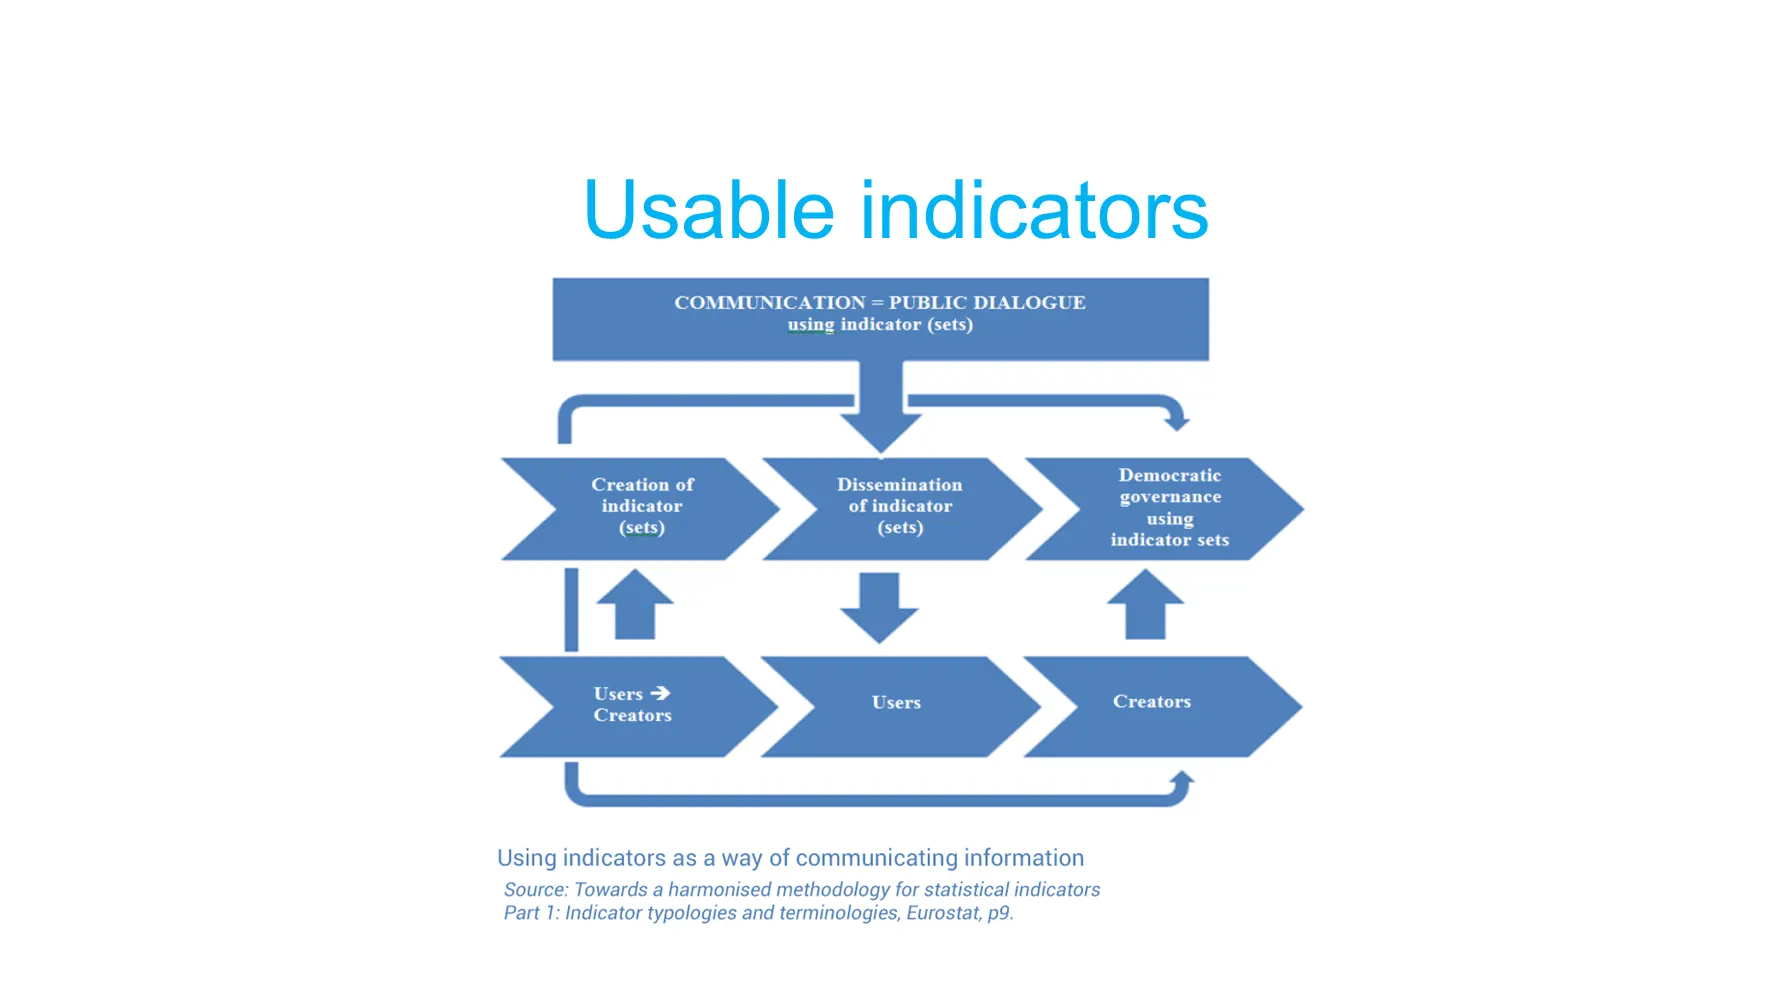 Usable indicators
COMMUNICATION = PUBLIC DIALOGUE
using indicator (sets)
Creation of
indicator
(sets)
Dissemination
of indicator
(sets)
Democratic
governance
using
indicator sets
Users ➔
Creators
Users
Creators
Using indicators as a way of communicating information
Source: Towards a harmonised methodology for statistical indicators
Part 1: Indicator typologies and terminologies, Eurostat, p9.